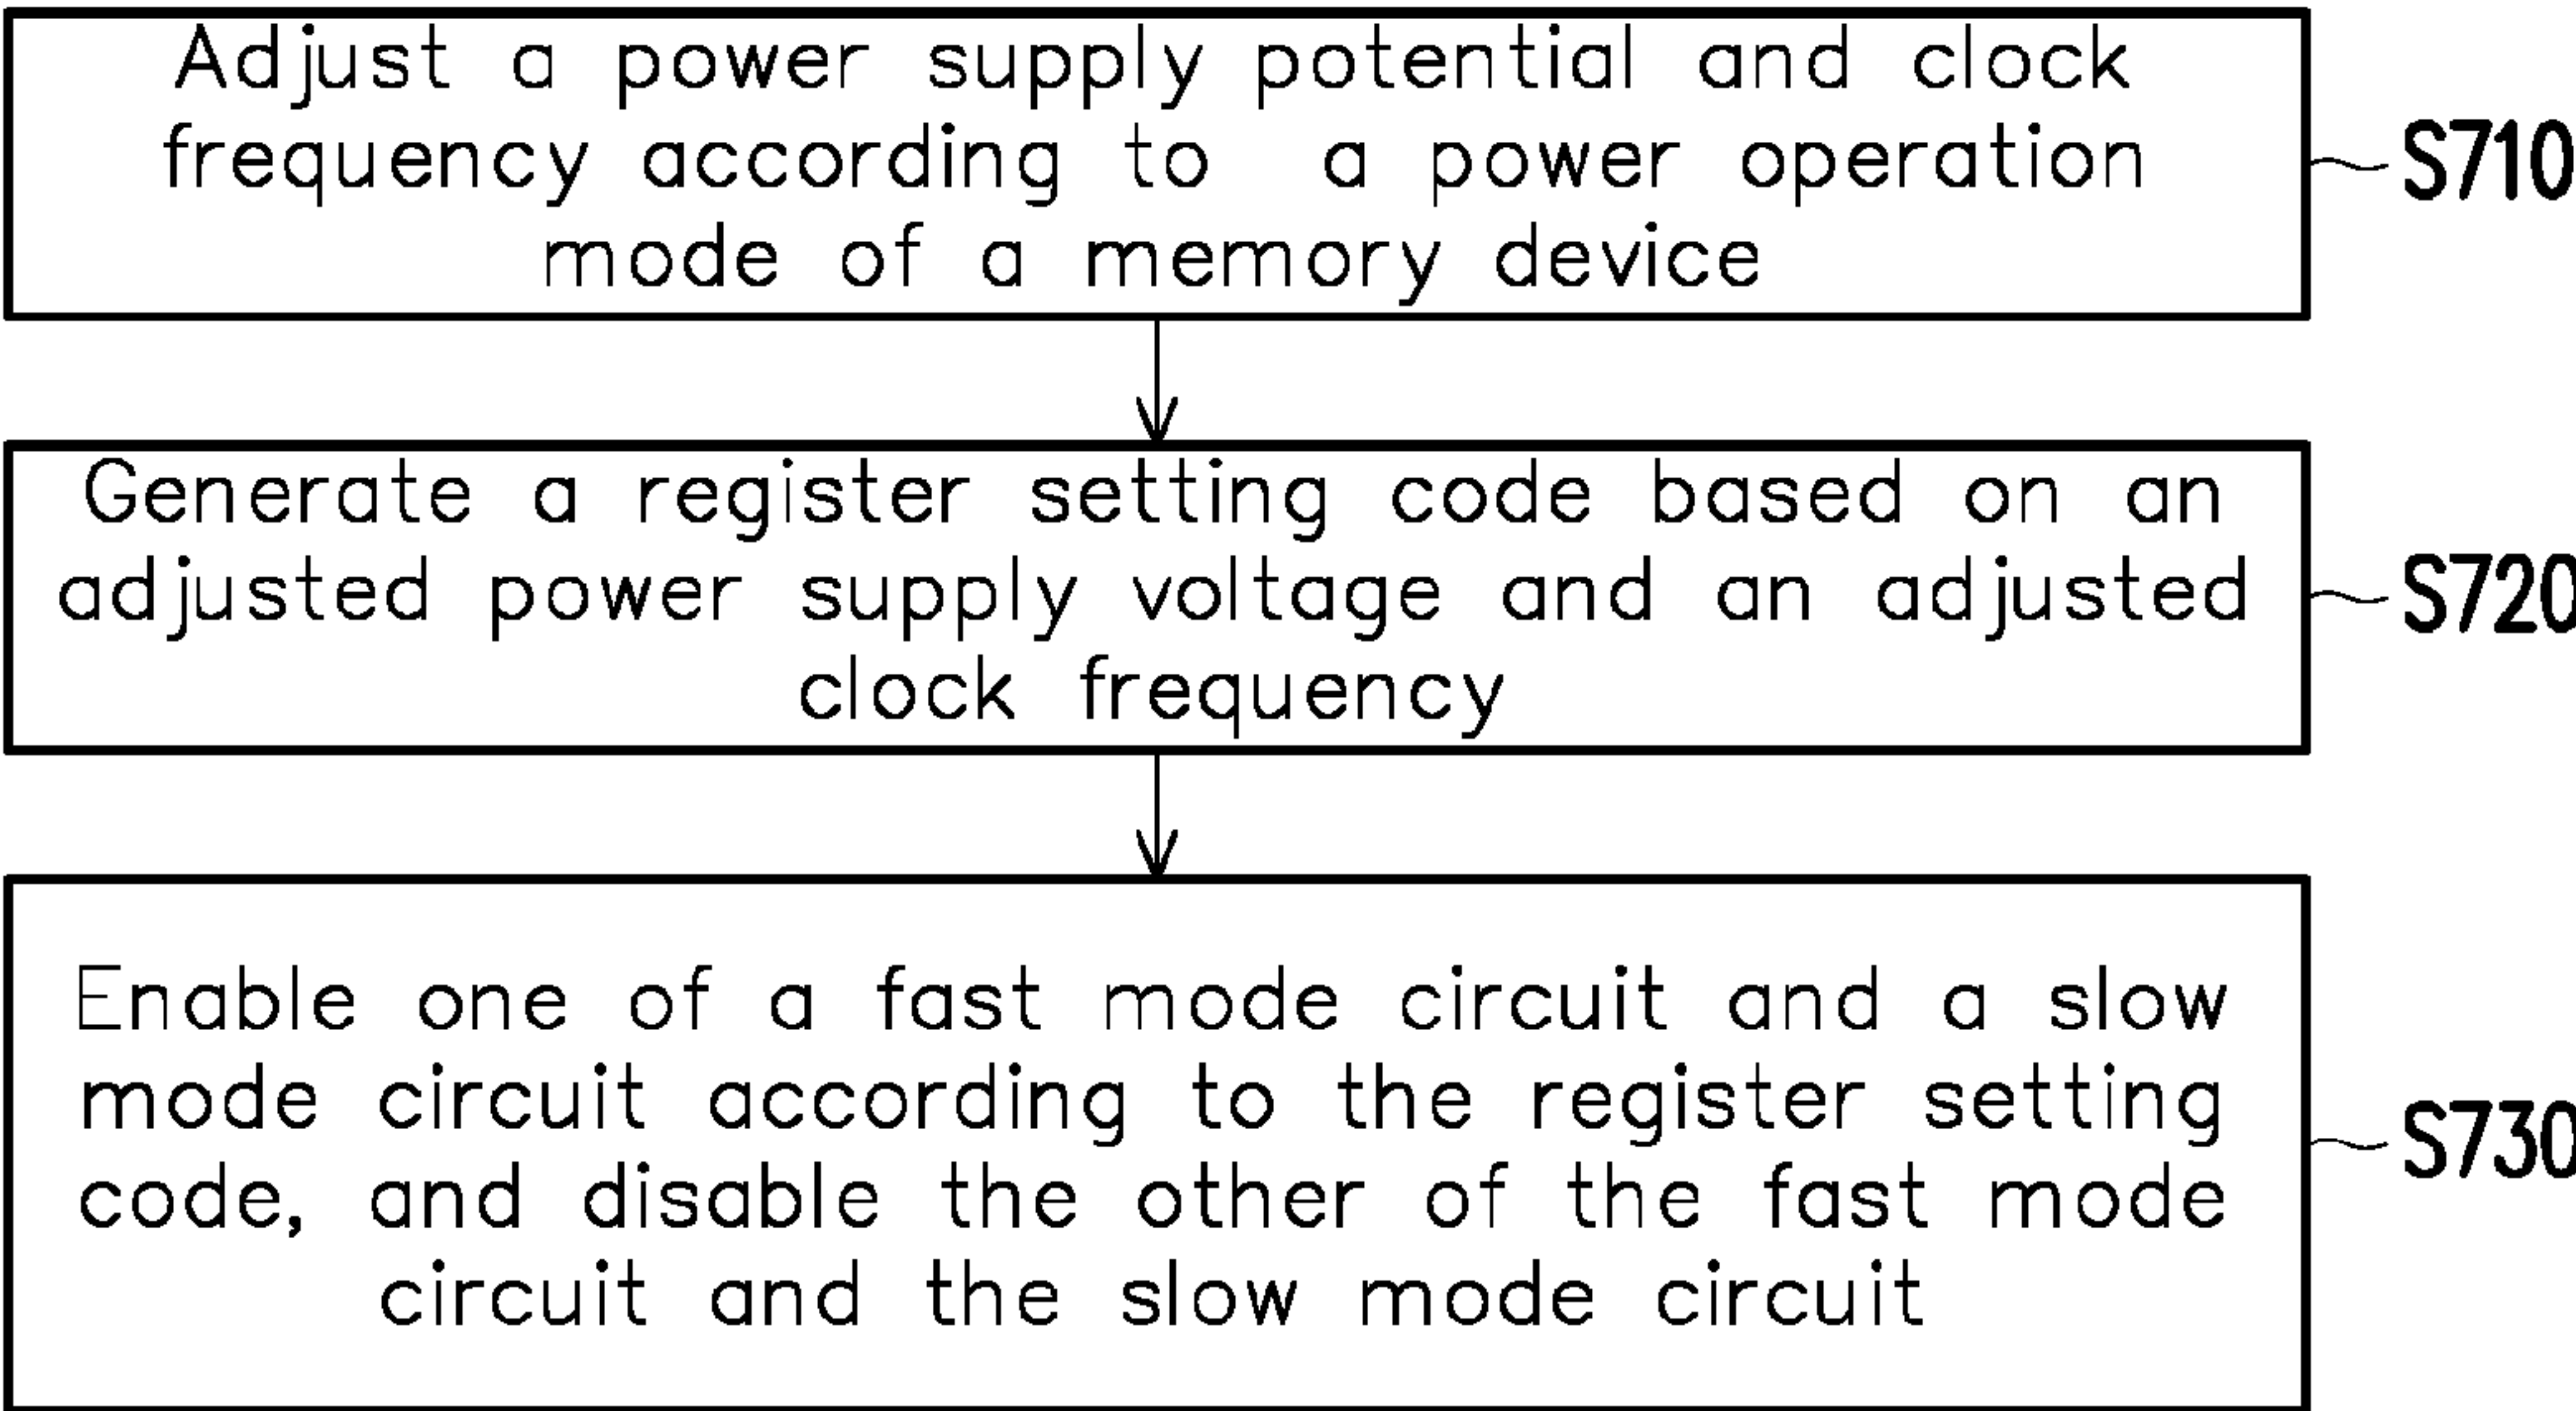 Adjust a power supply potential and clock
frequency according to a power operation
mode of a memory device
S710
Generate a register setting code based on an
adjusted power supply voltage and an adjusted
clock frequency
S720
Enable one of a fast mode circuit and a slow
mode circuit according to the register setting
code, and disable the other of the fast mode
circuit and the slow mode circuit
S730